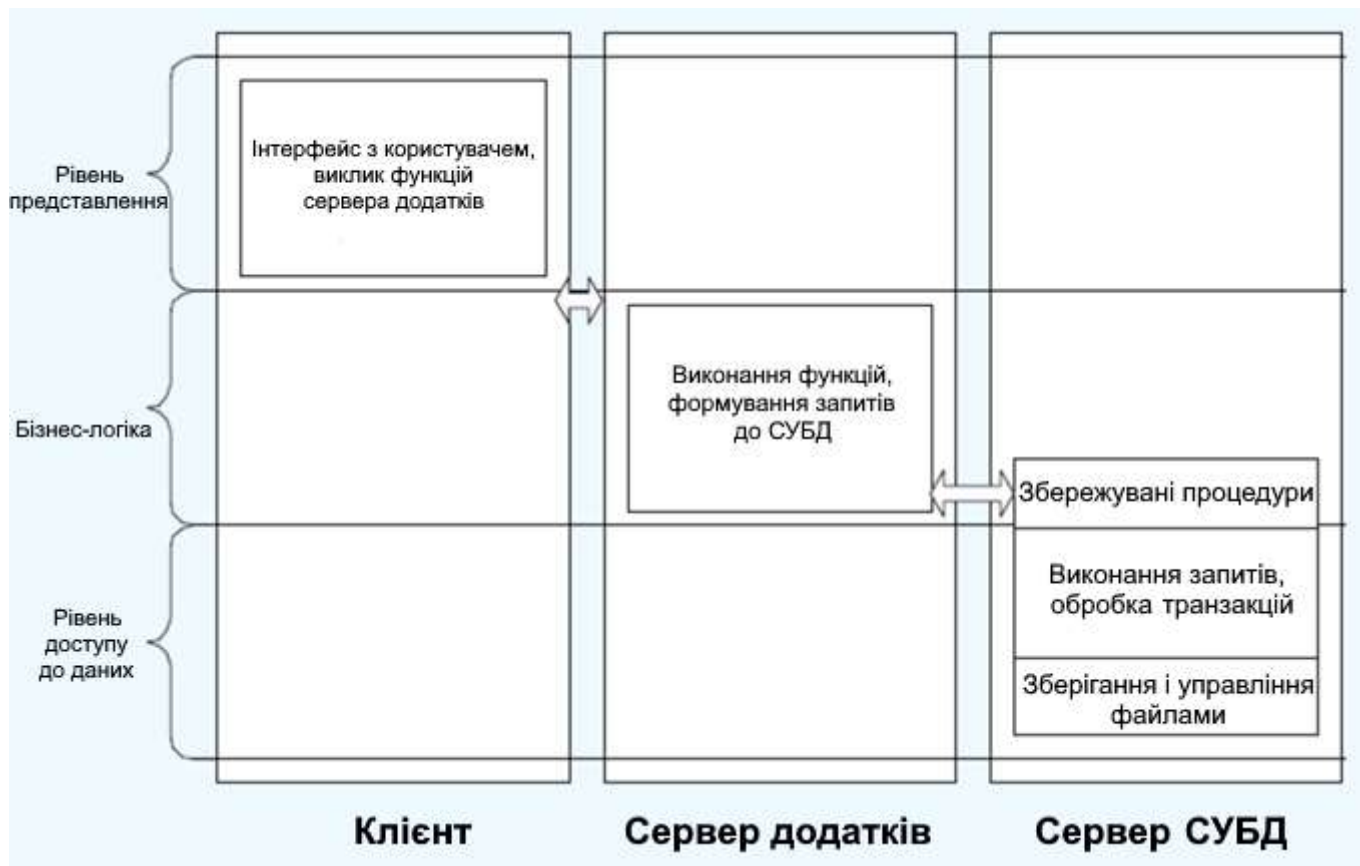 Інтерфейс з користувачем,
виклик функцій
сервера додатків
Рівень
представлення
Виконання функцій,
формування запитів
до СУБД
Бізнес-логіка
Збережувані процедури
Виконання запитів,
обробка транзакцій
Рівень
доступу
до даних
Зберігання і управління
файлами
Клієнт
Сервер додатків
Сервер СУБД